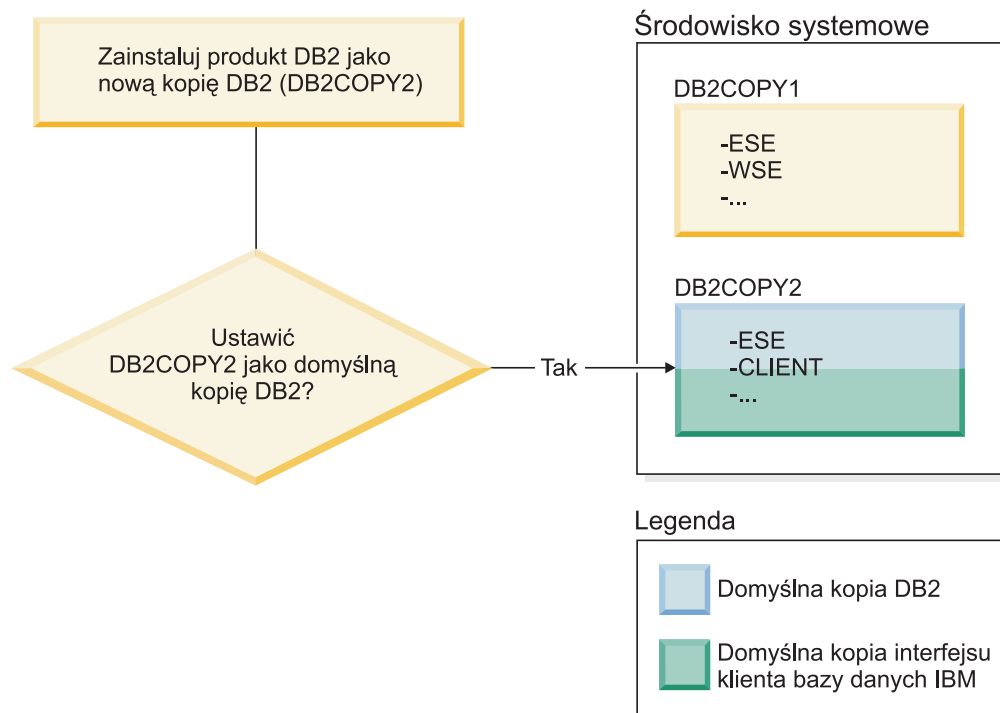 Zainstaluj produkt DB2 jako
nową kopię DB2 (DB2COPY2)
Ustawić
DB2COPY2 jako domyślną
kopię DB2?
Tak
Środowisko systemowe
DB2COPY1
-ESE
-WSE
-...
DB2COPY2
-ESE
-CLIENT
-...
Legenda
Domyślna kopia DB2
Domyślna kopia interfejsu
klienta bazy danych IBM